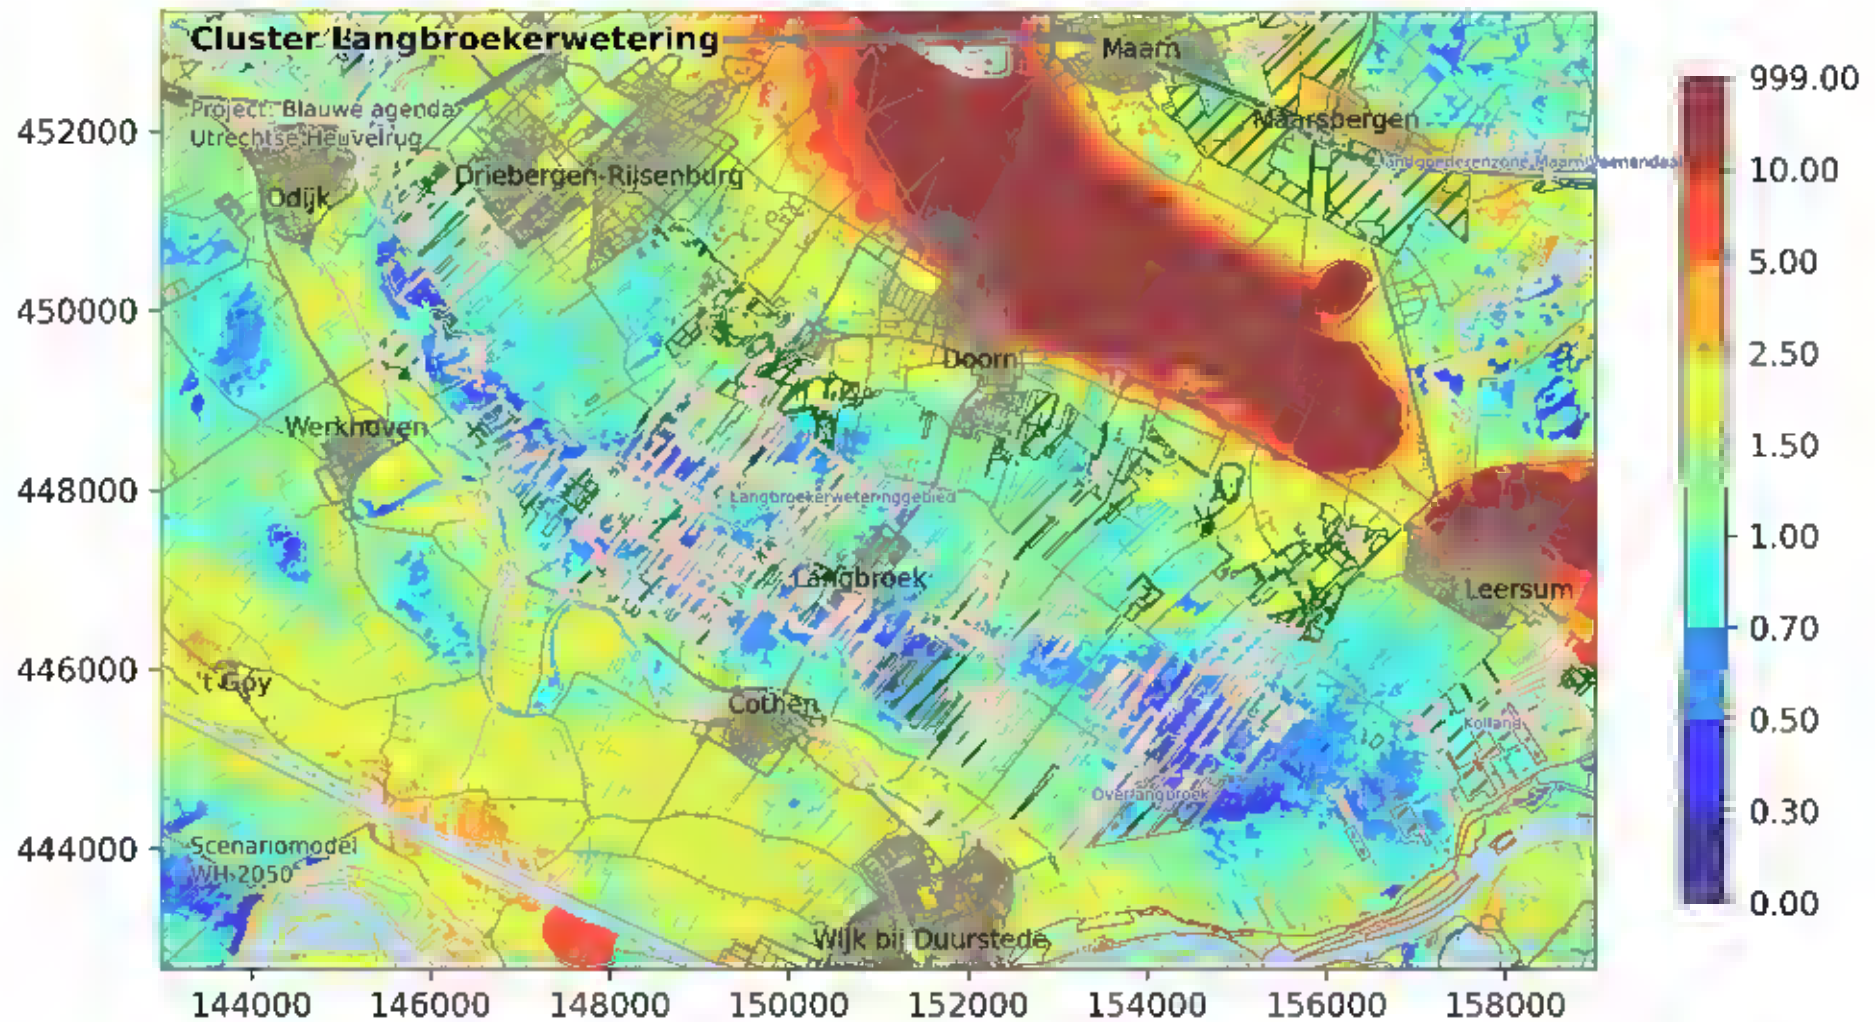 Cluster Langbroekerwetering
Maarn
999.00
Project: Blauwe agenda
Utrechtse Heuvelrug
452000
Maarsbergen
10.00
Driebergen-Rijsenburg
Odijk
5.00
450000
Doorn
2.50
Werkhoven
1.50
448000
Langbroekerweteringgebied
1.00
Langbroek
Leersum
0.70
446000
't Goy
Cothen
Kolland
0.50
Overlangbroek
0.30
444000
Scenariomodel
WH-2050
0.00
Wijk bij Duurstede
144000 146000 148000 150000 152000 154000 156000 158000